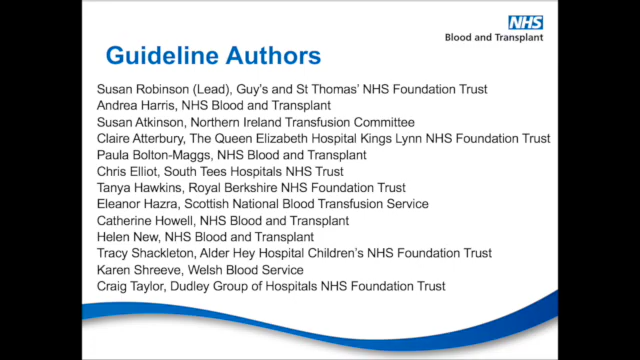 NHS
Blood and Transplant
Guideline Authors
Susan Robinson (Lead), Guy's and St Thomas' NHS Foundation Trust
Andrea Harris, NHS Blood and Transplant
Susan Atkinson, Northern Ireland Transfusion Committee
Claire Atterbury, The Queen Elizabeth Hospital Kings Lynn NHS Foundation Trust
Paula Bolton-Maggs, NHS Blood and Transplant
Chris Elliot, South Tees Hospitals NHS Trust
Tanya Hawkins, Royal Berkshire NHS Foundation Trust
Eleanor Hazra, Scottish National Blood Transfusion Service
Catherine Howell, NHS Blood and Transplant
Helen New, NHS Blood and Transplant
Tracy Shackleton, Alder Hey Hospital Children's NHS Foundation Trust
Karen Shreeve, Welsh Blood Service
Craig Taylor, Dudley Group of Hospitals NHS Foundation Trust